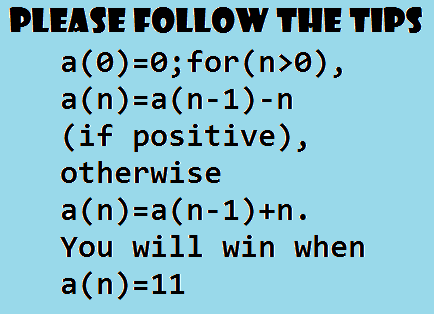 PLEASE FOLLOW THE TIPS
a(0)=0;for(n>0),
a(n)=a(n-1)-n
(if positive),
otherwise
a(n)=a(n-1)+n.
You will win when
a(n)=11